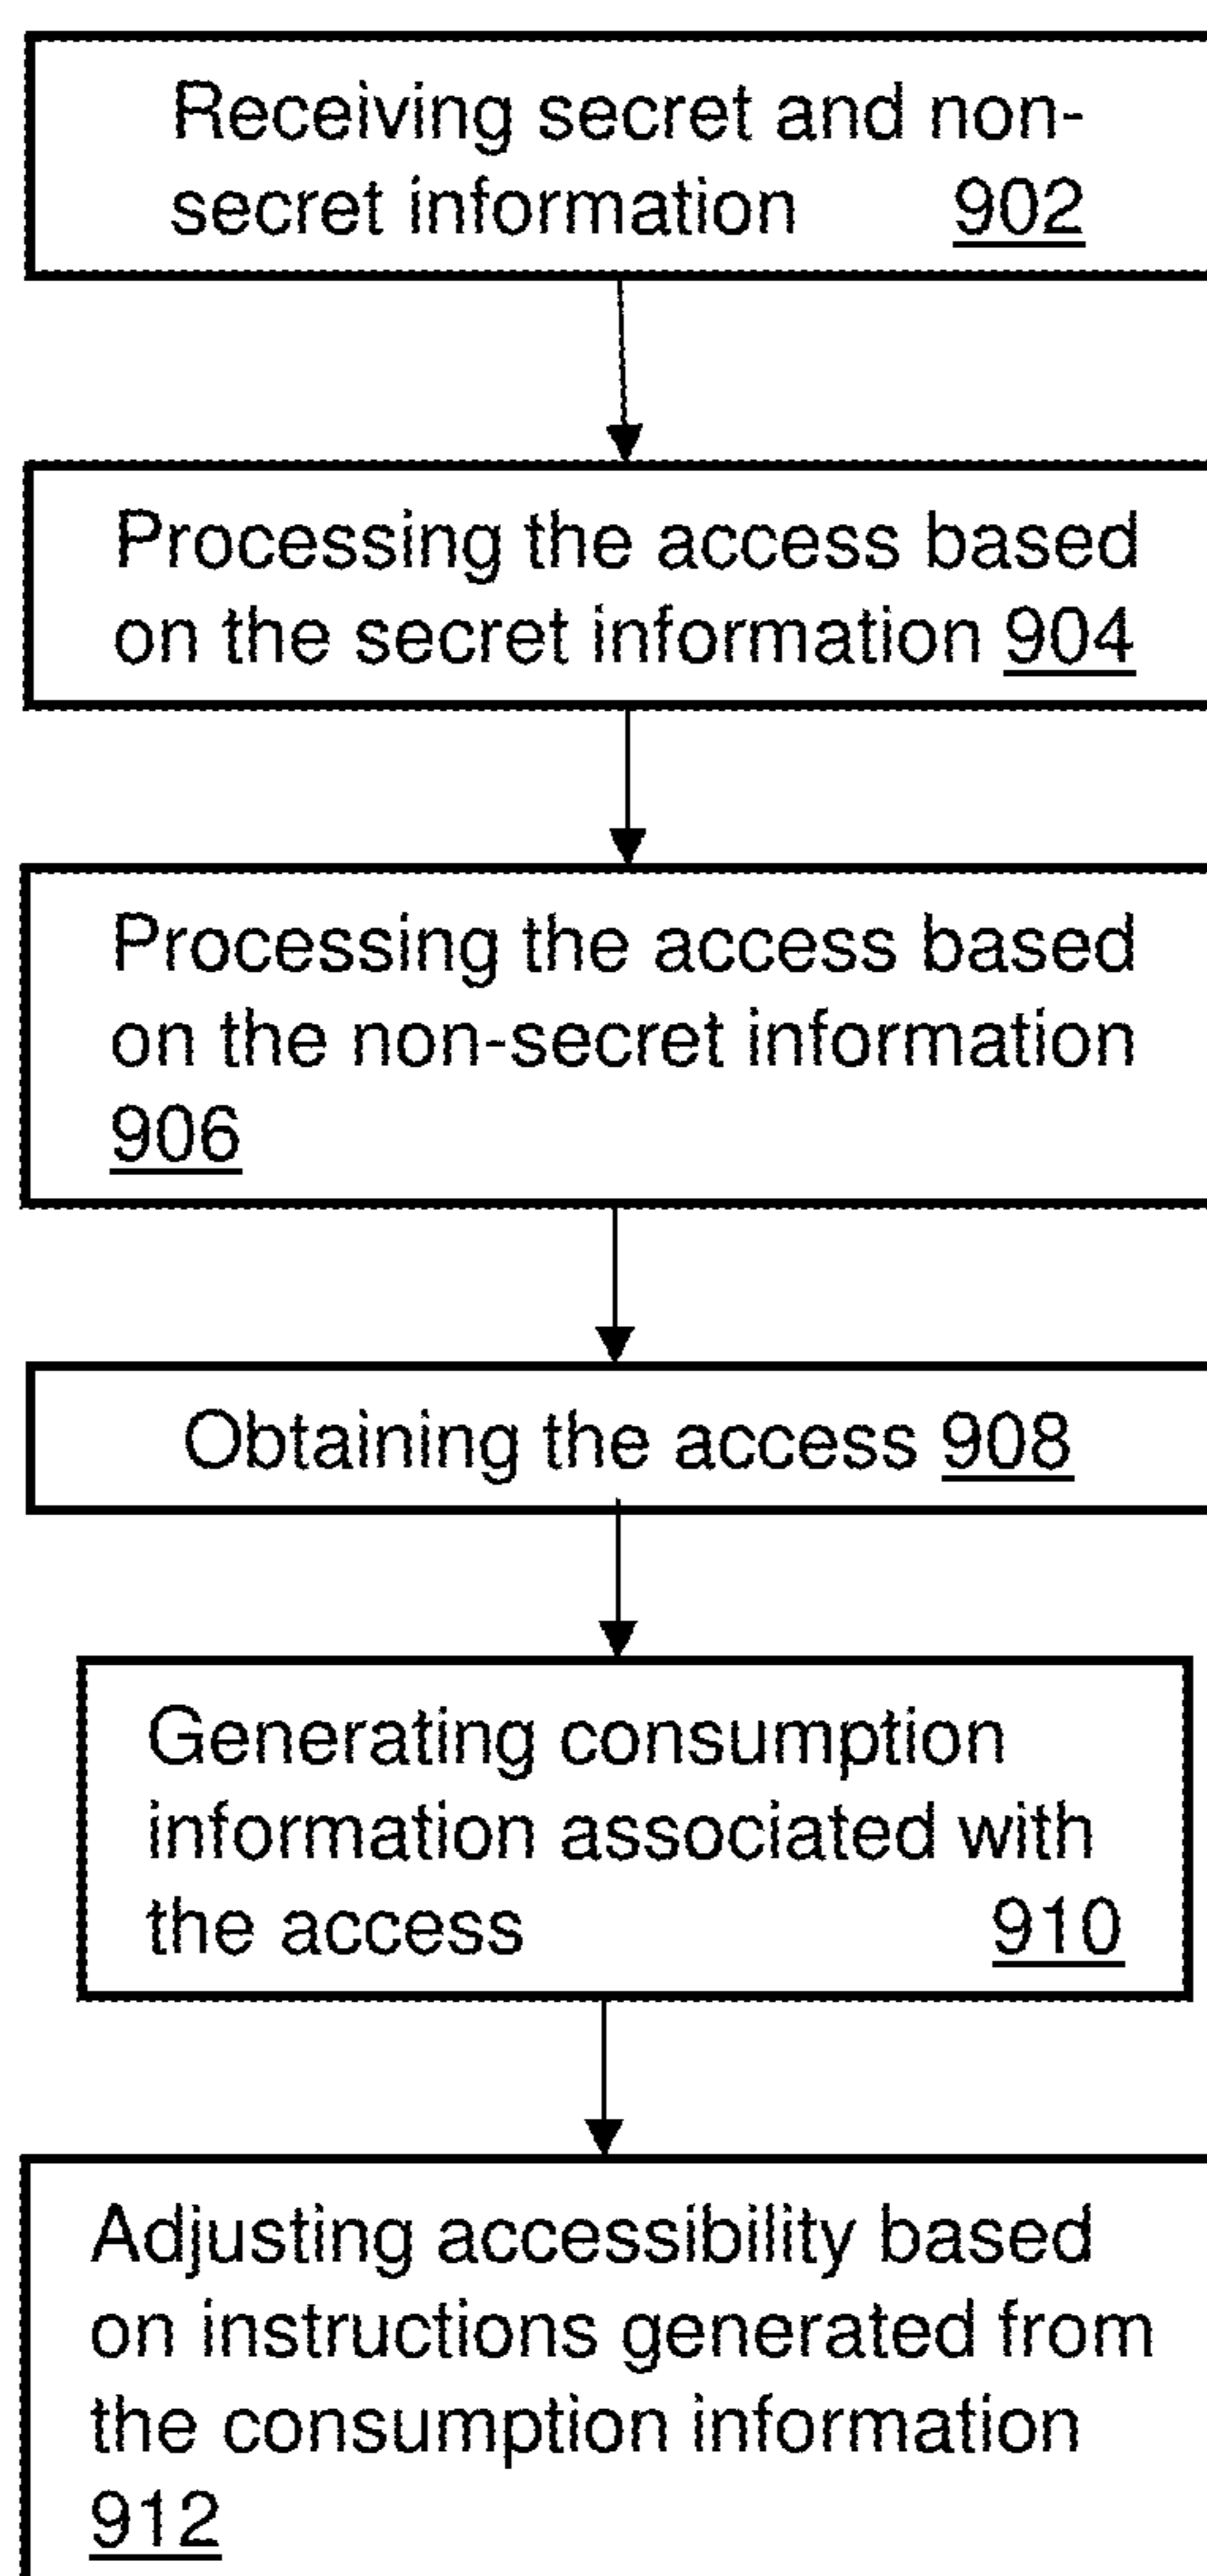 Receiving secret and non-
secret information 902
Processing the access based
on the secret information 904
Processing the access based
on the non-secret information
906
Obtaining the access 908
Generating consumption
information associated with
the access 910
Adjusting accessibility based
on instructions generated from
the consumption information
912